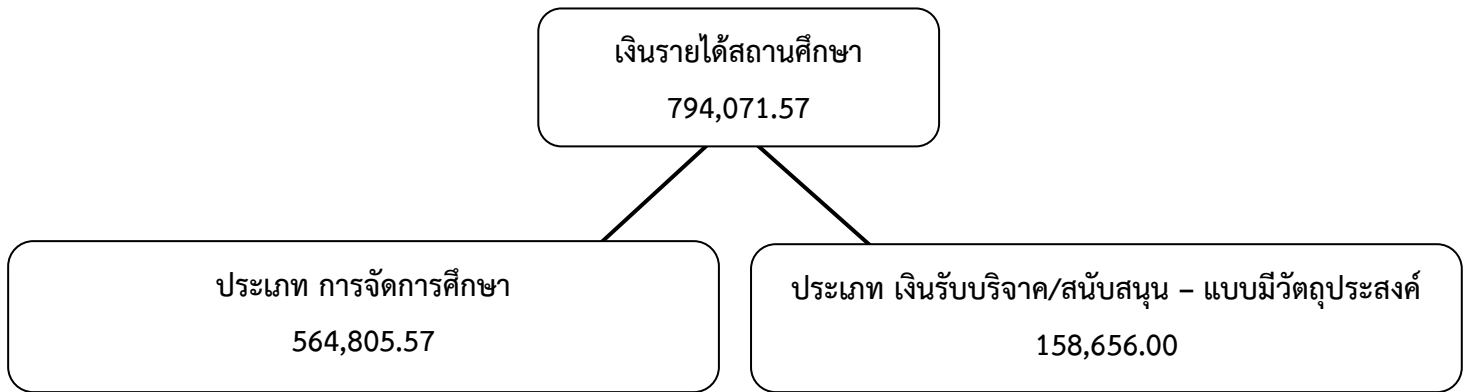 เงินรายได้สถานศึกษา
794,071.57
ประเภท การจัดการศึกษา
564,805.57
ประเภท เงินรับบริจาค/สนับสนุน – แบบมีวัตถุประสงค์
158,656.00